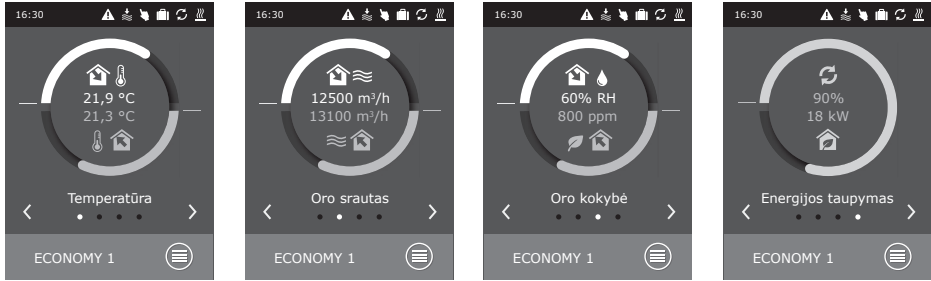 16:30
21,9 °C
21,3 °C
Temperatūra
ECONOMY 1
16:30
12500 m³/h
13100 m³/h
Oro srautas
ECONOMY 1
16:30
60% RH
800 ppm
Oro kokybė
ECONOMY 1
16:30
90%
18 kW
Energijos taupymas
ECONOMY 1